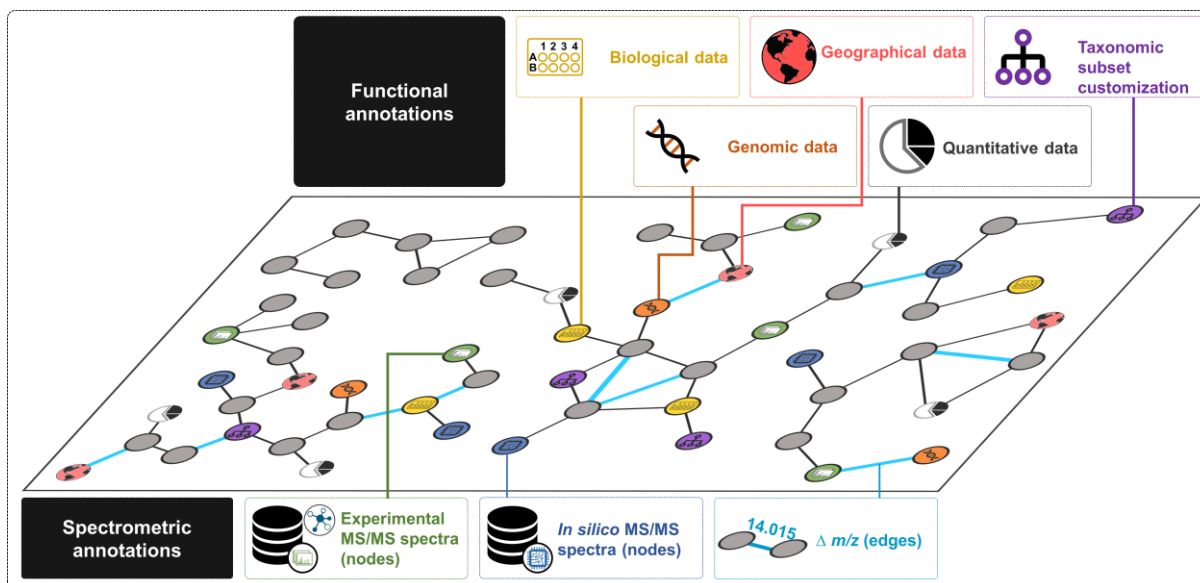 Functional
annotations
1 2 3 4
A
B
Biological data
Geographical data
Taxonomic
subset
customization
Genomic data
Quantitative data
Spectrometric
annotations
Experimental
MS/MS spectra
(nodes)
In silico MS/MS
spectra (nodes)
14.015
Δ m/z (edges)